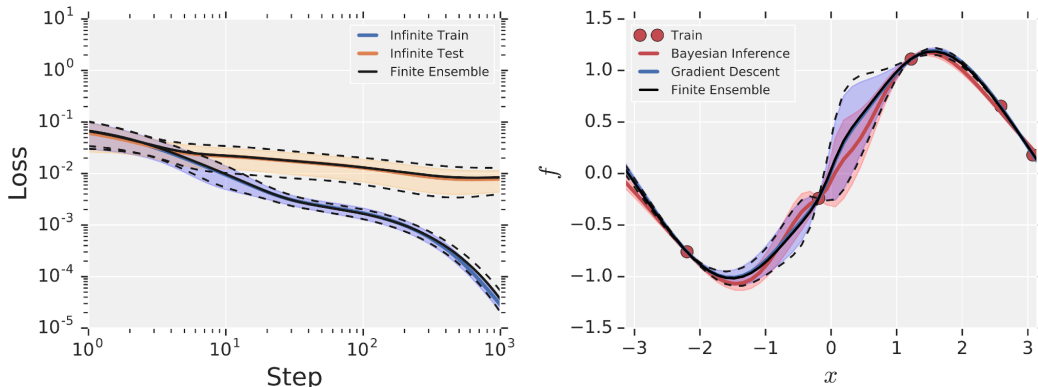 Loss
10^1
10^0
10^-1
10^-2
10^-3
10^-4
10^-5
10^0
10^1
10^2
10^3
Step
Infinite Train
Infinite Test
Finite Ensemble
f
1.5
1.0
0.5
0.0
−0.5
−1.0
−1.5
−3
−2
−1
0
1
2
3
x
Train
Bayesian Inference
Gradient Descent
Finite Ensemble